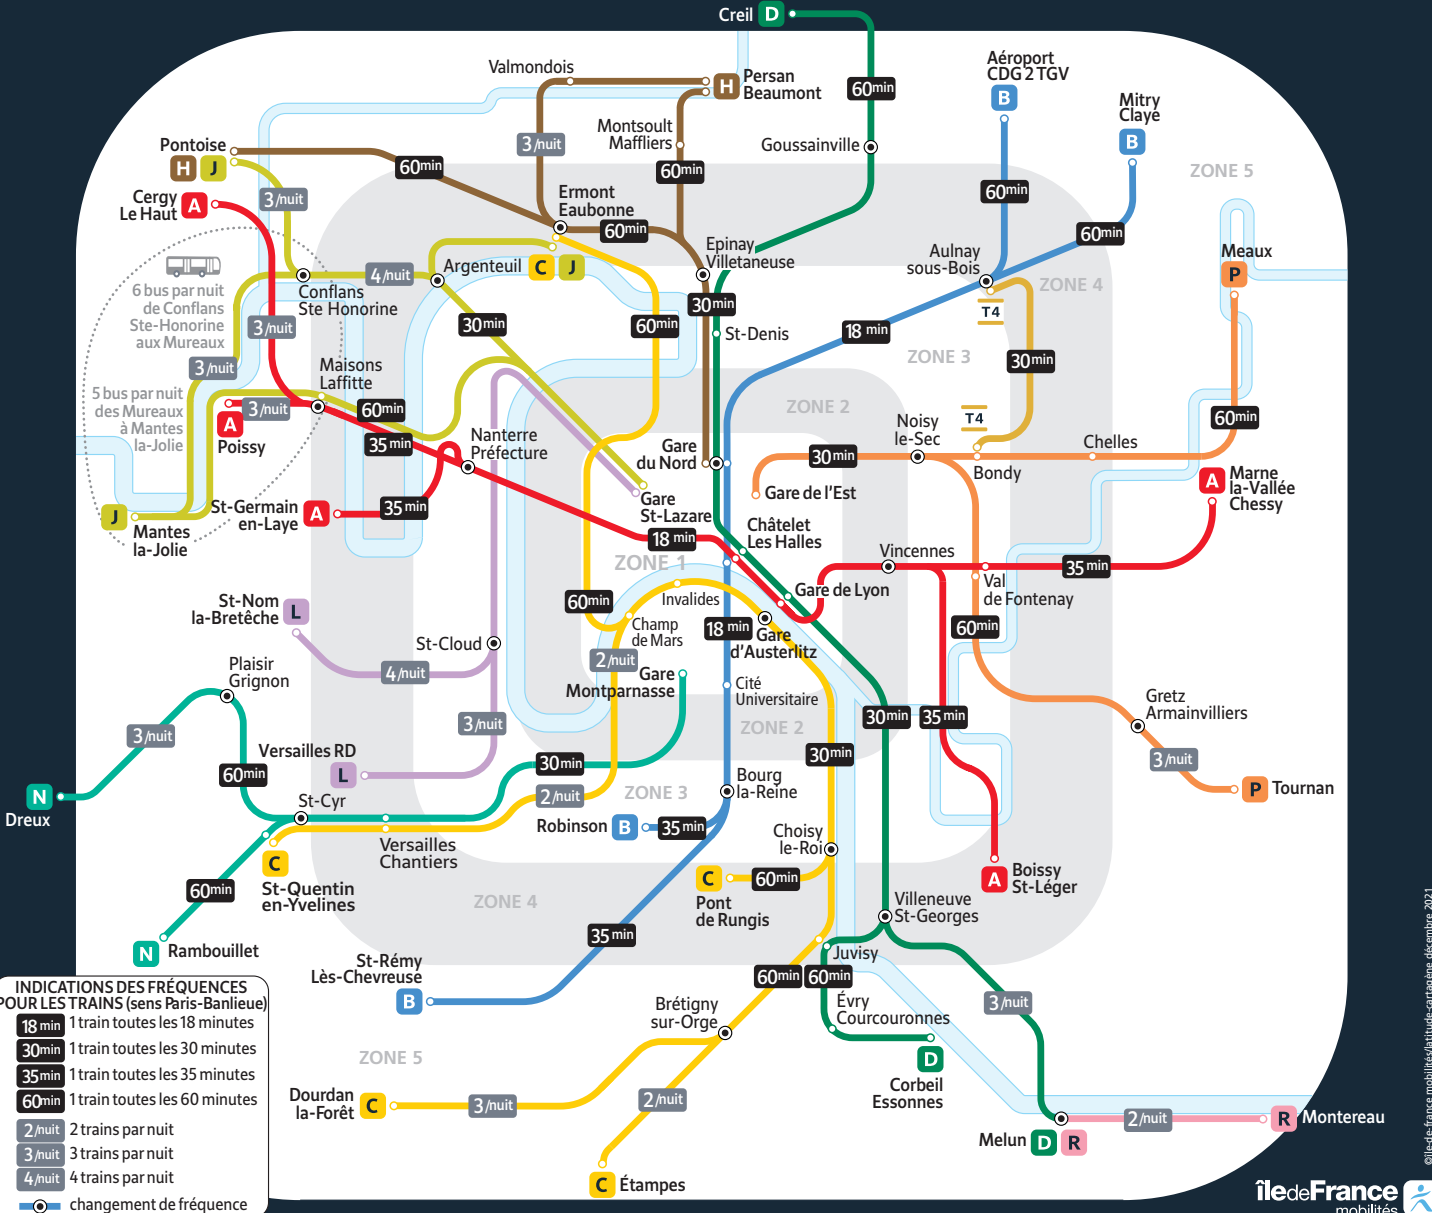 Creil D
Valmondois
H Persan
Beaumont
Aéroport
CDG 2 TGV
B
Mitry
Claye
B
60min
3/nuit
Montsoult
Maffliers
Goussainville
Pontoise
H J
60min
60min
ZONE 5
Cergy
Le Haut A
3/nuit
Ermont
Eaubonne
60min
60min
60min
Epinay
Villetaneuse
Aulnay
sous-Bois
Meaux
P
Argenteuil C J
4/nuit
6 bus par nuit
de Conflans
Ste-Honorine
aux Mureaux
Conflans
Ste Honorine
ZONE 4
T4
30min
3/nuit
30min
60min
18 min
St-Denis
ZONE 3
30min
3/nuit
Maisons
Laffitte
5 bus par nuit
des Mureaux
à Mantes
la-Jolie
3/nuit
A
Poissy
60min
35 min
ZONE 2
T4
60min
Noisy
le-Sec
Chelles
Nanterre
Préfecture
Gare
du Nord
30min
Bondy
Marne
la-Vallée
Chessy
A
J
Mantes
la-Jolie
St-Germain
en-Laye A
35 min
Gare
St-Lazare
Gare de l'Est
18 min
Châtelet
Les Halles
ZONE 1
Vincennes
35 min
Val
de Fontenay
Gare de Lyon
St-Nom
la-Bretêche L
60min
Invalides
Champ
de Mars
18 min
Gare
d'Austerlitz
60min
St-Cloud
2/nuit
4/nuit
Plaisir
Grignon
Gare
Montparnasse
Cité
Universitaire
Gretz
Armainvilliers
3/nuit
3/nuit
ZONE 2
30min
35 min
3/nuit
Versailles RD
L
60min
30min
30min
P Tournan
N
Dreux
St-Cyr
2/nuit
ZONE 3
Bourg
la-Reine
Robinson B
35 min
Choisy
le-Roi
Versailles
Chantiers
C
St-Quentin
en-Yvelines
60min
C
60min
Pont
de Rungis
A Boissy
St-Léger
ZONE 4
Villeneuve
St-Georges
N Rambouillet
35 min
St-Rémy
Lès-Chevreuse
B
Juvisy
60min
60min
Évry
Courcouronnes
3/nuit
Brétigny
sur-Orge
ZONE 5
D
Corbeil
Essonnes
Dourdan
la-Forêt C
3/nuit
2/nuit
2/nuit
R Montereau
Melun D R
C Étampes
INDICATIONS DES FRÉQUENCES
POUR LES TRAINS (sens Paris-Banlieue)
18 min 1 train toutes les 18 minutes
30min 1 train toutes les 30 minutes
35 min 1 train toutes les 35 minutes
60min 1 train toutes les 60 minutes
2/nuit 2 trains par nuit
3/nuit 3 trains par nuit
4/nuit 4 trains par nuit
changement de fréquence
©île-de-france mobilités/latitude-cartagène décembre 2021
îledeFrance
mobilités